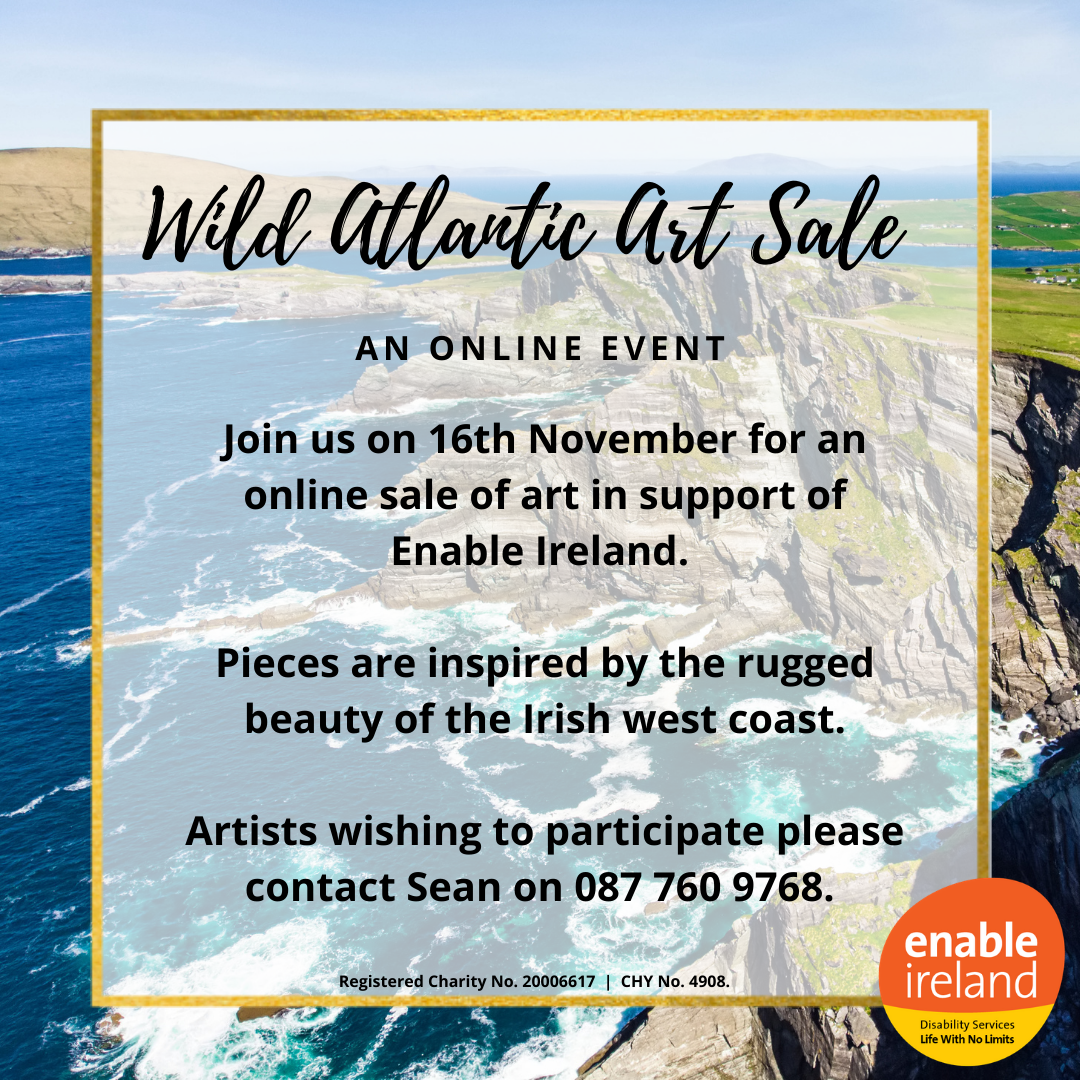 Wild Atlantic Art Sale
AN ONLINE EVENT
Join us on 16th November for an
online sale of art in support of
Enable Ireland.
Pieces are inspired by the rugged
beauty of the Irish west coast.
Artists wishing to participate please
contact Sean on 087 760 9768.
Registered Charity No. 20006617 | CHY No. 4908.
enable
ireland
Disability Services
Life With No Limits